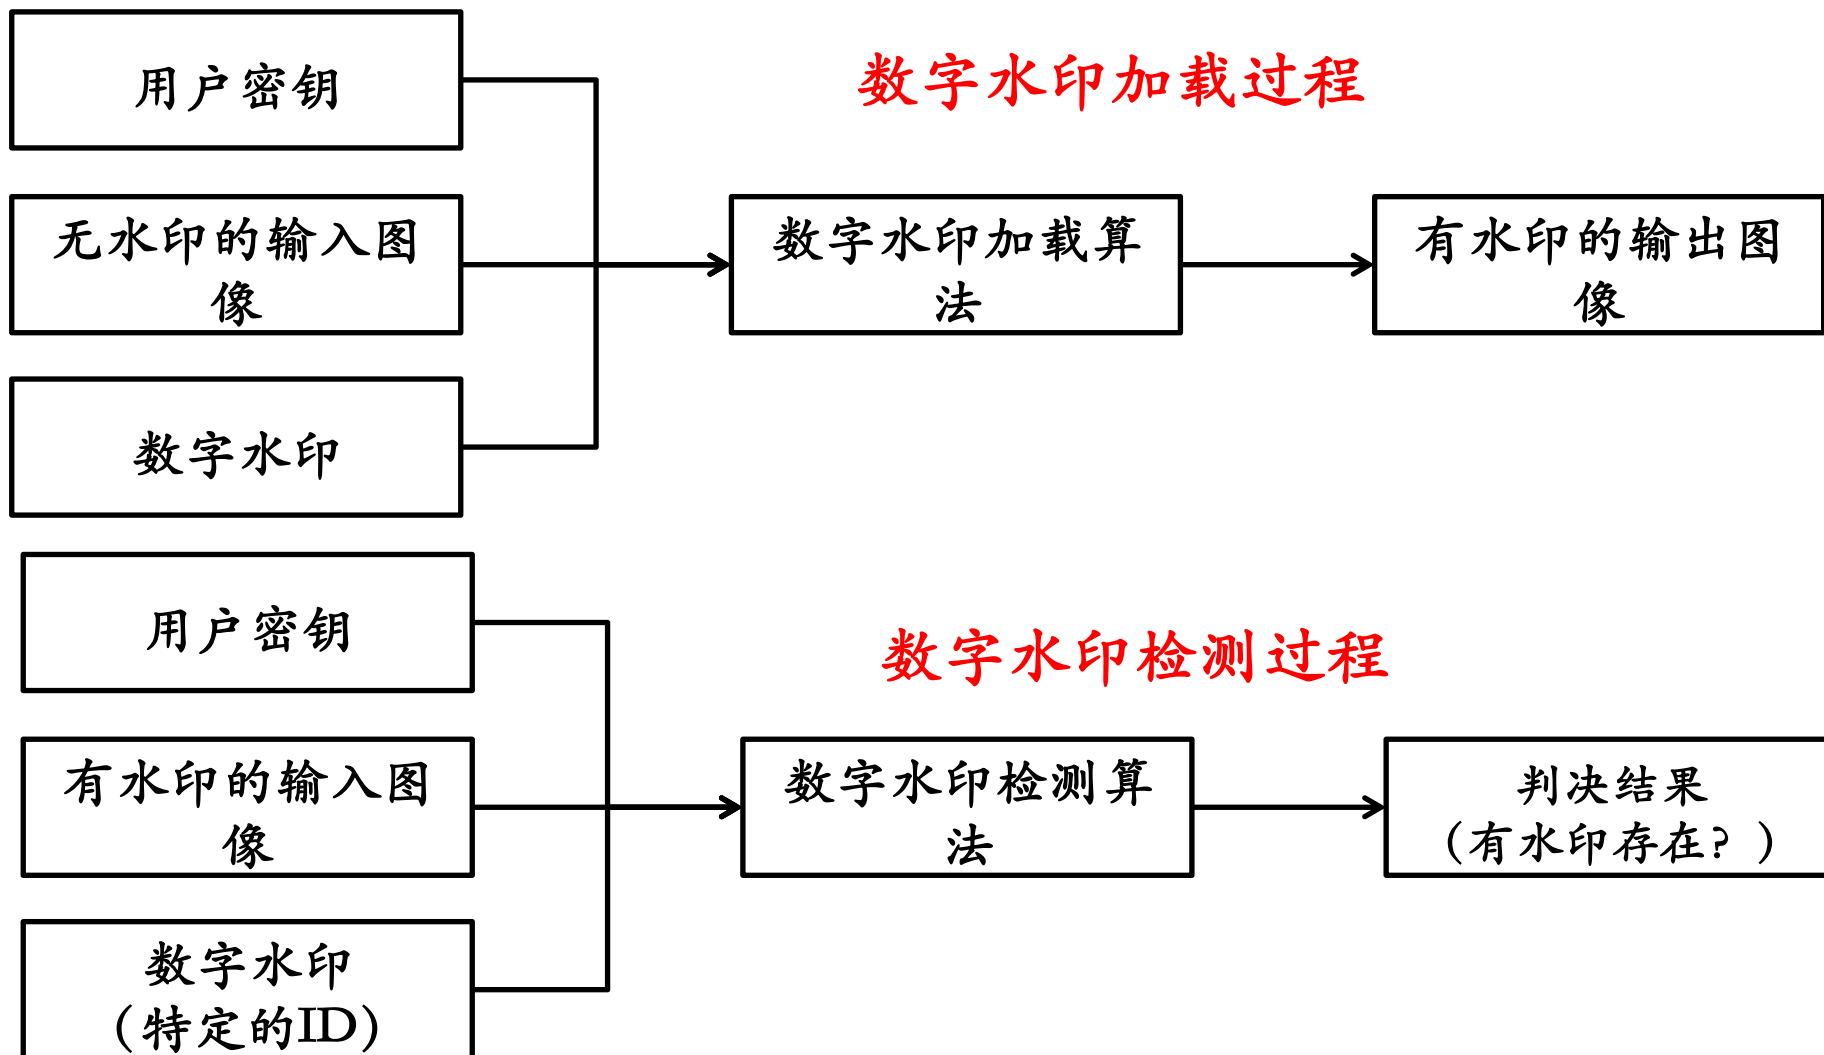 用户密钥
数字水印加载过程
无水印的输入图
像
数字水印加载算
法
有水印的输出图
像
数字水印
用户密钥
数字水印检测过程
有水印的输入图
像
数字水印检测算
法
判决结果
（有水印存在？）
数字水印
（特定的ID）